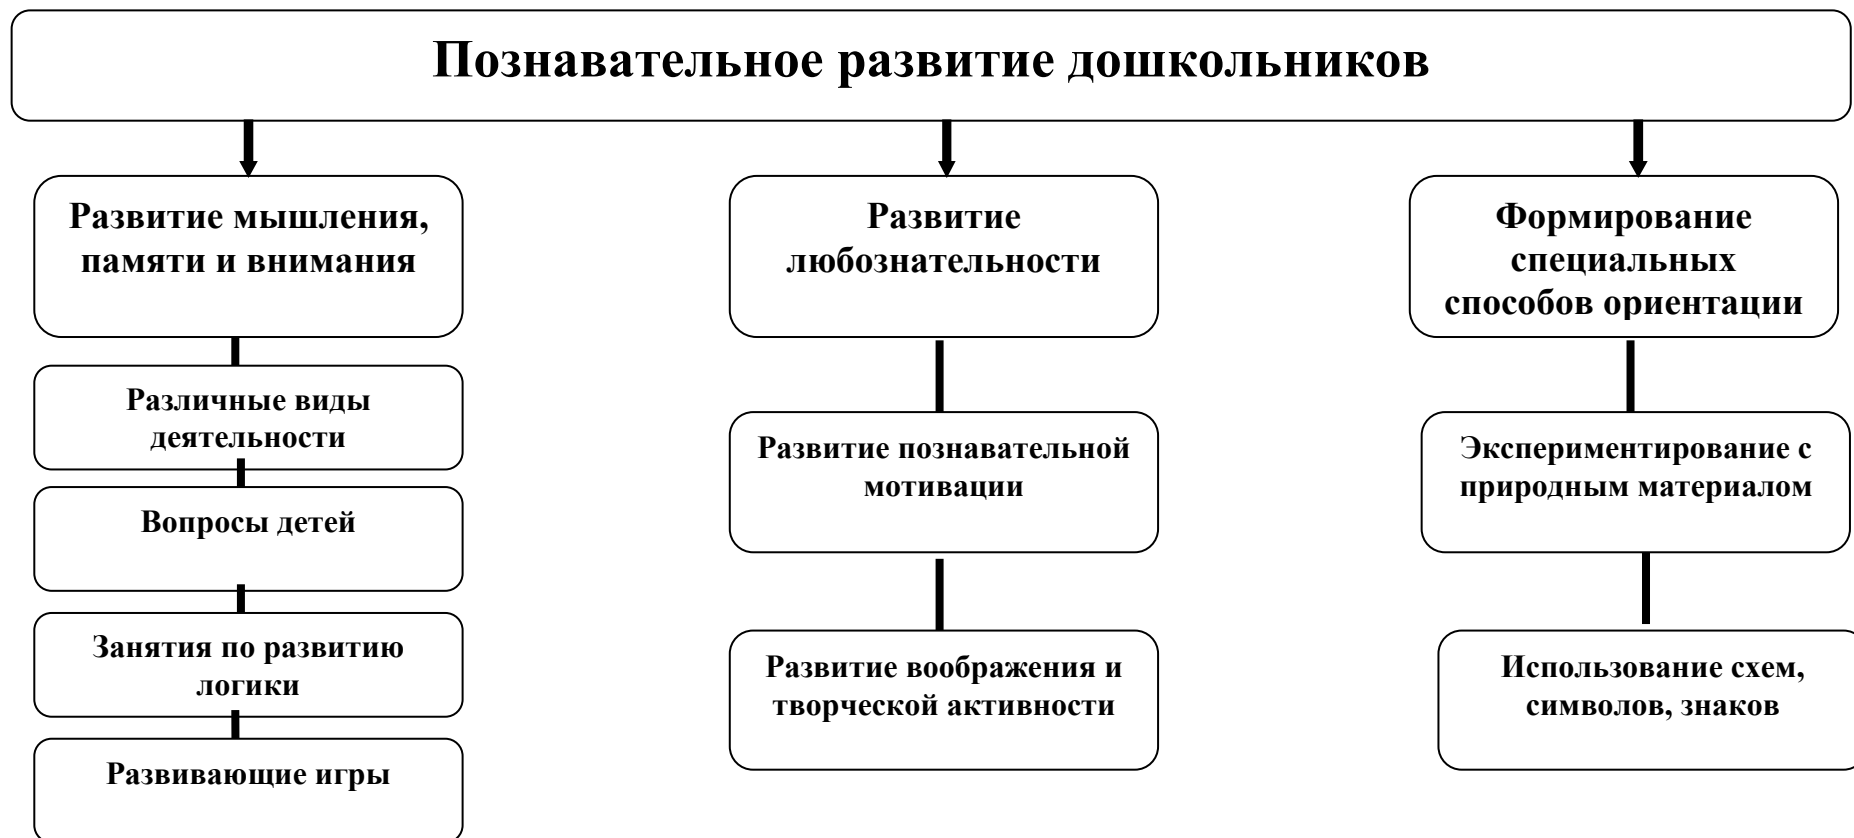 Познавательное развитие дошкольников
Развитие мышления,
памяти и внимания
Различные виды
деятельности
Вопросы детей
Занятия по развитию
логики
Развивающие игры
Развитие
любознательности
Развитие познавательной
мотивации
Развитие воображения и
творческой активности
Формирование
специальных
способов ориентации
Экспериментирование с
природным материалом
Использование схем,
символов, знаков